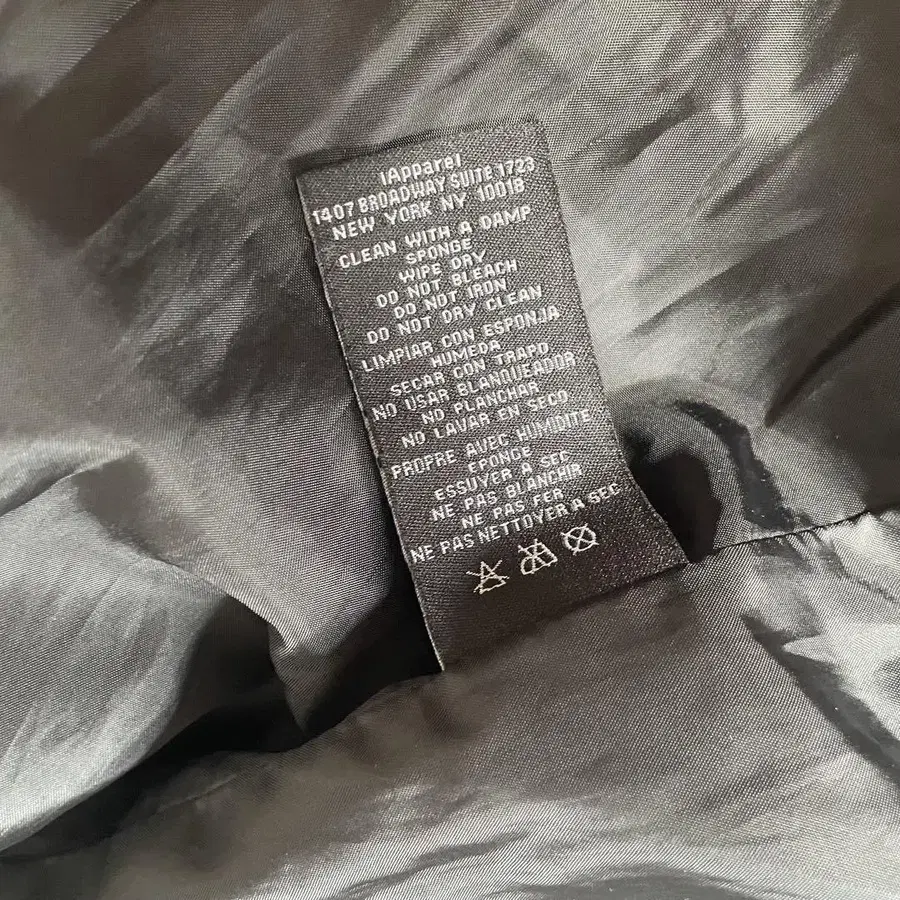 iApparel
1407 BROADWAY SUITE 1723
NEW YORK NY 10018
CLEAN WITH A DAMP
SPONGE
WIPE DRY
DO NOT BLEACH
DO NOT IRON
DO NOT DRY CLEAN
LIMPIAR CON ESPONJA
HUMEDA
SECAR CON TRAPO
NO USAR BLANQUEADOR
NO PLANCHAR
NO LAVAR EN SECO
PROPRE AVEC HUMIDITE
EPONGE
ESSUYER A SEC
NE PAS BLANCHIR
NE PAS FER
NE PAS NETTOYER A SEC